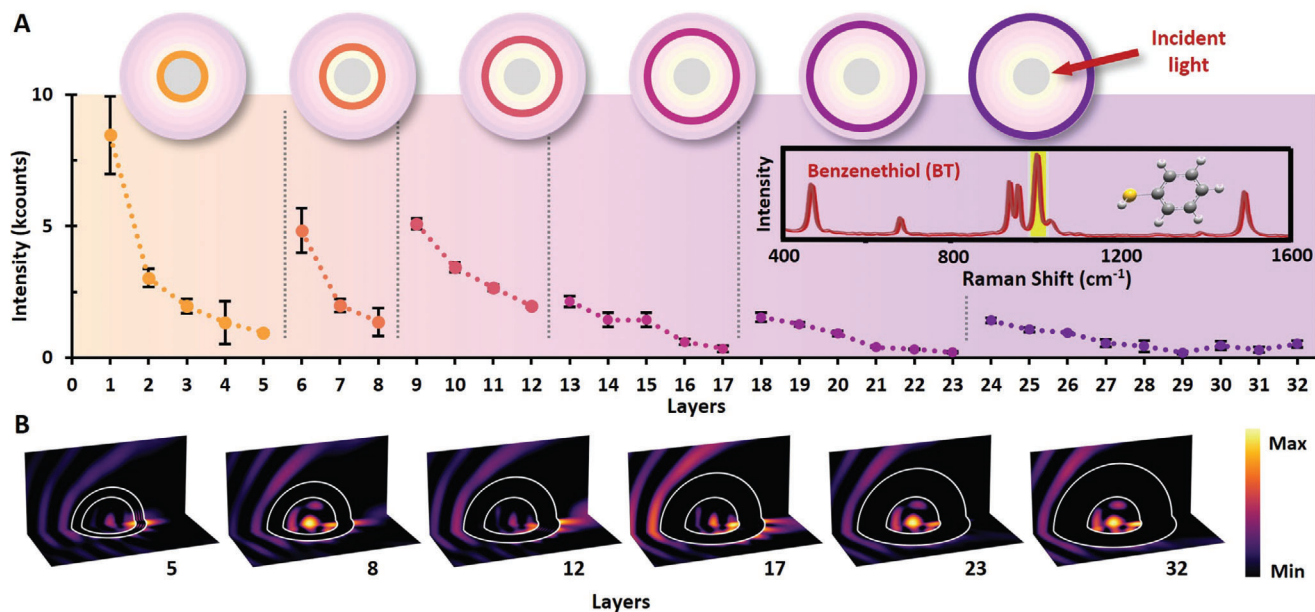 A
Incident
light
10
5
0
Intensity (kcounts)
Benzenethiol (BT)
Intensity
400 800 1200 1600
Raman Shift (cm⁻¹)
0 1 2 3 4 5 6 7 8 9 10 11 12 13 14 15 16 17 18 19 20 21 22 23 24 25 26 27 28 29 30 31 32
Layers
B
5 8 12 17 23 32
Layers
Max
Min